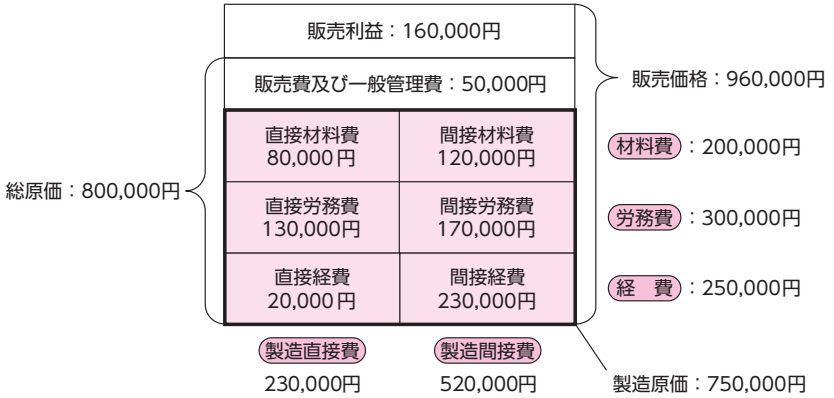 販売利益：160,000円
販売費及び一般管理費：50,000円
販売価格：960,000円
直接材料費
80,000円
間接材料費
120,000円
材料費：200,000円
総原価：800,000円
直接労務費
130,000円
間接労務費
170,000円
労務費：300,000円
直接経費
20,000円
間接経費
230,000円
経　費：250,000円
製造直接費
230,000円
製造間接費
520,000円
製造原価：750,000円